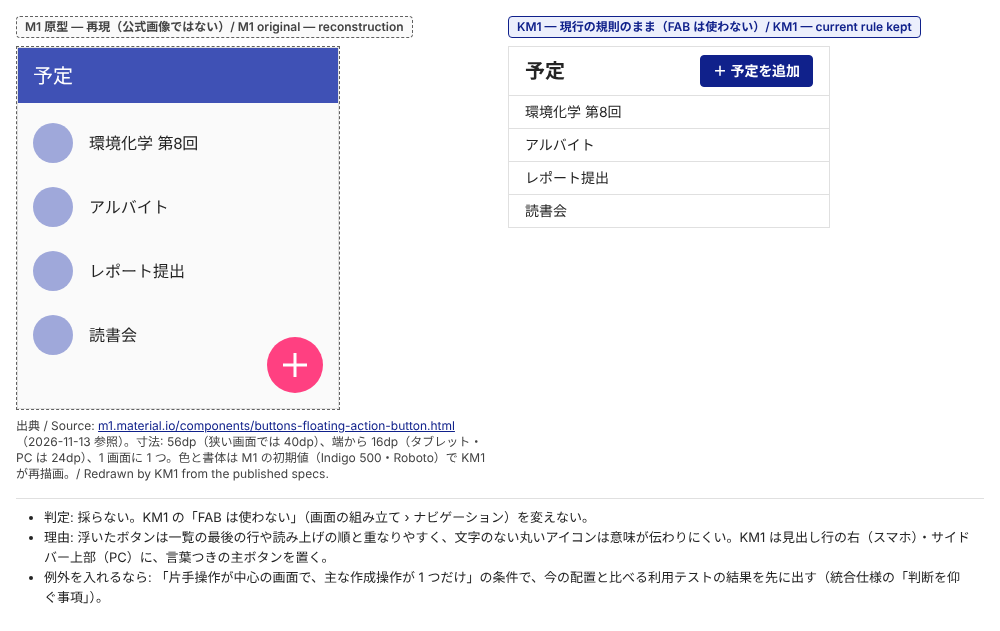 M1 原型 — 再現（公式画像ではない）/ M1 original — reconstruction
予定
環境化学 第8回
アルバイト
レポート提出
読書会
出典 / Source: m1.material.io/components/buttons-floating-action-button.html
（2026-11-13 参照）。寸法: 56dp（狭い画面では 40dp）、端から 16dp（タブレット・
PC は 24dp）、1 画面に 1 つ。色と書体は M1 の初期値（Indigo 500・Roboto）で KM1
が再描画。/ Redrawn by KM1 from the published specs.
KM1 — 現行の規則のまま（FAB は使わない）/ KM1 — current rule kept
予定
＋ 予定を追加
環境化学 第8回
アルバイト
レポート提出
読書会
• 判定: 採らない。KM1 の「FAB は使わない」（画面の組み立て › ナビゲーション）を変えない。
• 理由: 浮いたボタンは一覧の最後の行や読み上げの順と重なりやすく、文字のない丸いアイコンは意味が伝わりにくい。KM1 は見出し行の右（スマホ）・サイド
バー上部（PC）に、言葉つきの主ボタンを置く。
• 例外を入れるなら: 「片手操作が中心の画面で、主な作成操作が 1 つだけ」の条件で、今の配置と比べる利用テストの結果を先に出す（統合仕様の「判断を仰
ぐ事項」）。